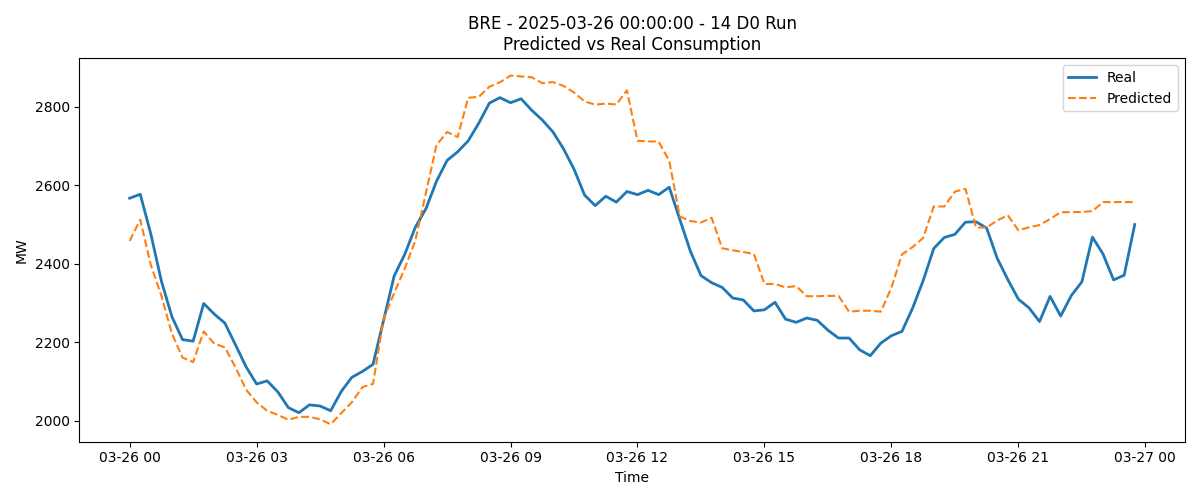 BRE - 2025-03-26 00:00:00 - 14 D0 Run
Predicted vs Real Consumption
Real
Predicted
MW
2800
2600
2400
2200
2000
03-26 00
03-26 03
03-26 06
03-26 09
03-26 12
03-26 15
03-26 18
03-26 21
03-27 00
Time